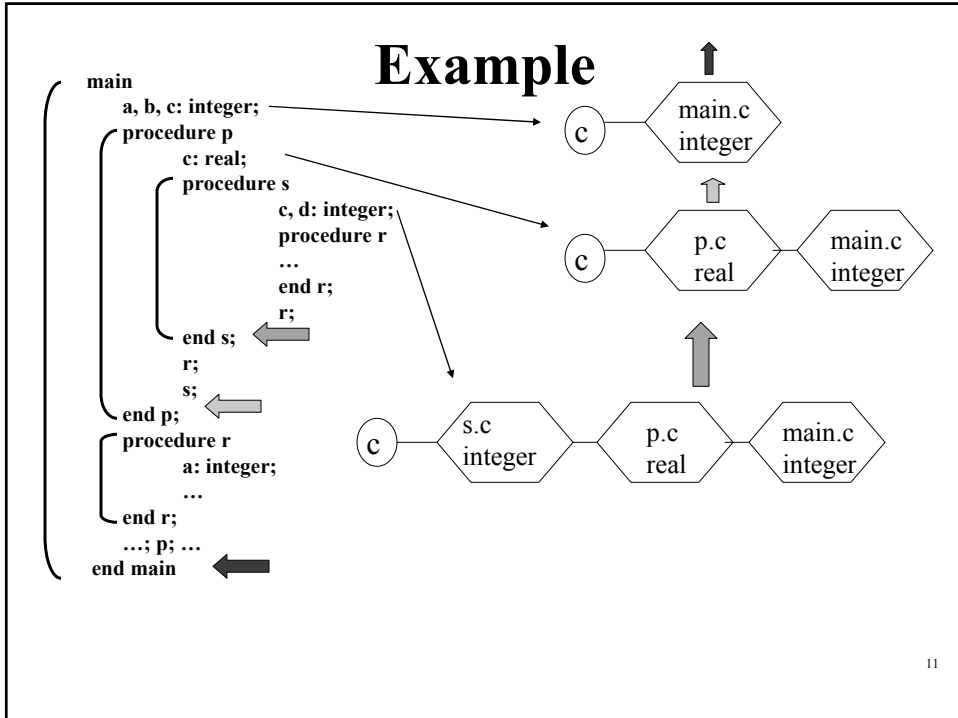 Example
main
a, b, c: integer;
procedure p
c: real;
procedure s
c, d: integer;
procedure r
…
end r;
r;
end s;
r;
s;
end p;
procedure r
a: integer;
…
end r;
…; p; …
end main
c
main.c
integer
c
p.c
real
main.c
integer
c
s.c
integer
p.c
real
main.c
integer
11